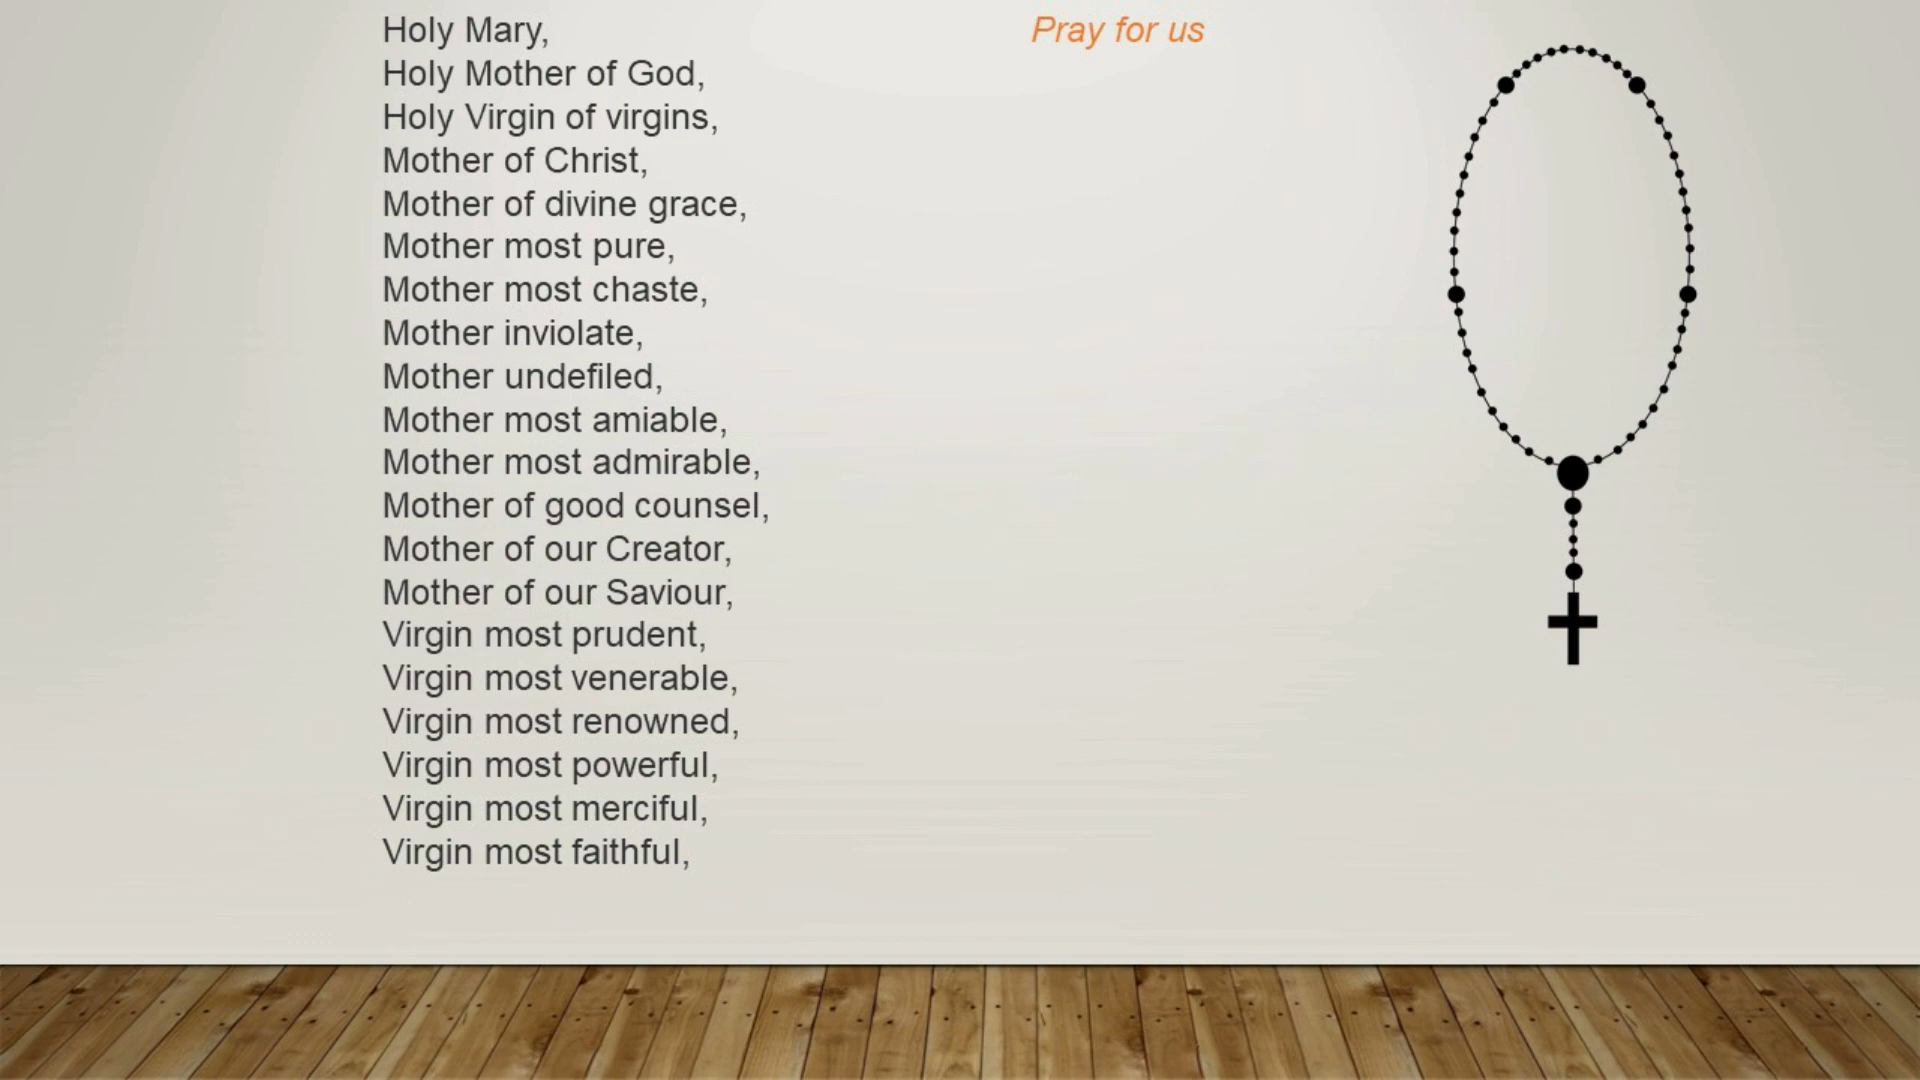 Holy Mary, Pray for us
Holy Mother of God,
Holy Virgin of virgins,
Mother of Christ,
Mother of divine grace,
Mother most pure,
Mother most chaste,
Mother inviolate,
Mother undefiled,
Mother most amiable,
Mother most admirable,
Mother of good counsel,
Mother of our Creator,
Mother of our Saviour,
Virgin most prudent,
Virgin most venerable,
Virgin most renowned,
Virgin most powerful,
Virgin most merciful,
Virgin most faithful,